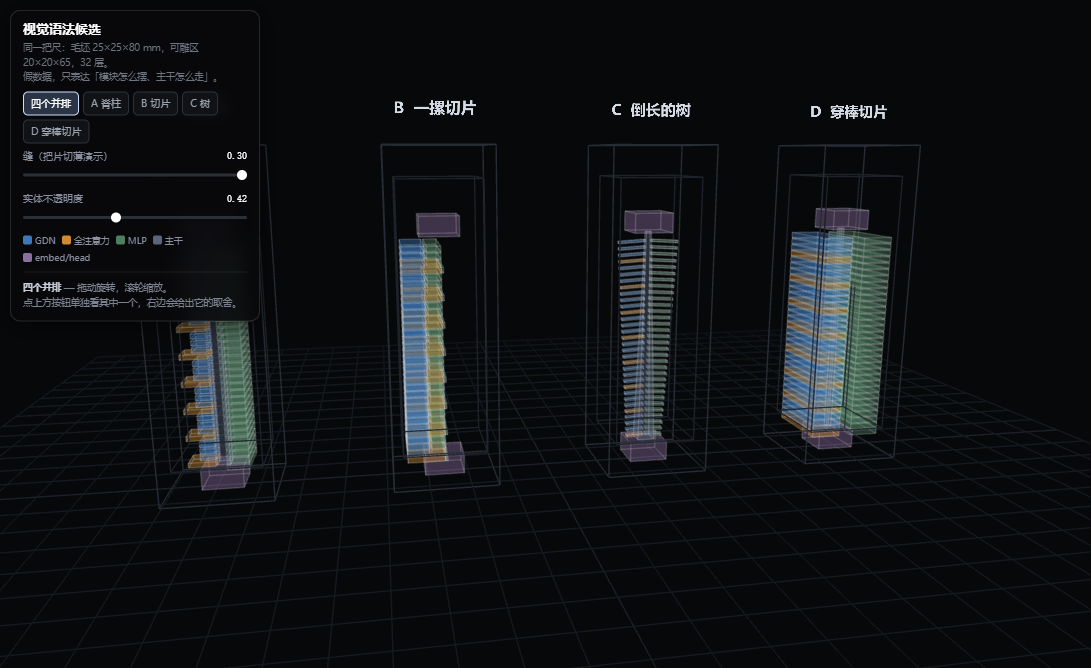 视觉语法候选
同一把尺：毛坯 25×25×80 mm，可雕区
20×20×65，32 层。
假数据，只表达「模块怎么摆、主干怎么走」。
四个并排
A 脊柱
B 切片
C 树
D 穿棒切片
缝（把片切薄演示）
0.30
实体不透明度
0.42
GDN
全注意力
MLP
主干
embed/head
四个并排 — 拖动旋转，滚轮缩放。
点上方按钮单独看其中一个，右边会给出它的取舍。
B 一摞切片
C 倒长的树
D 穿棒切片